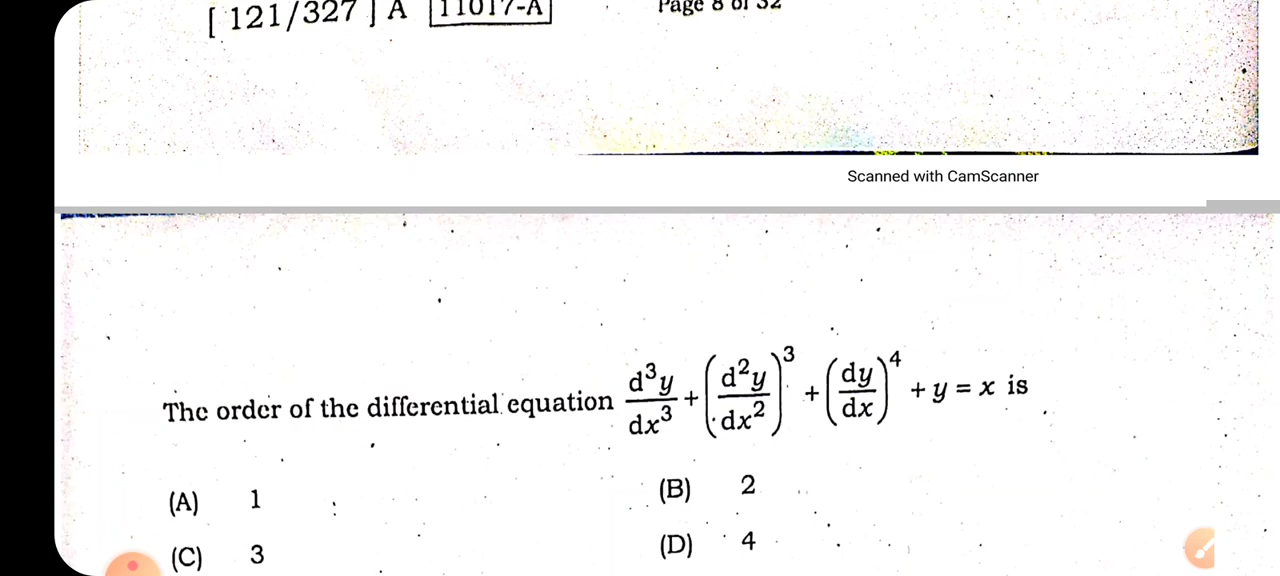 [ 121/327 ] A 11017-A Page 8 of 32
Scanned with CamScanner
The order of the differential equation d³y/dx³ + (d²y/dx²)³ + (dy/dx)⁴ + y = x is
(A) 1 (B) 2
(C) 3 (D) 4